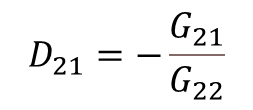 D₂₁ = − G₂₁ / G₂₂